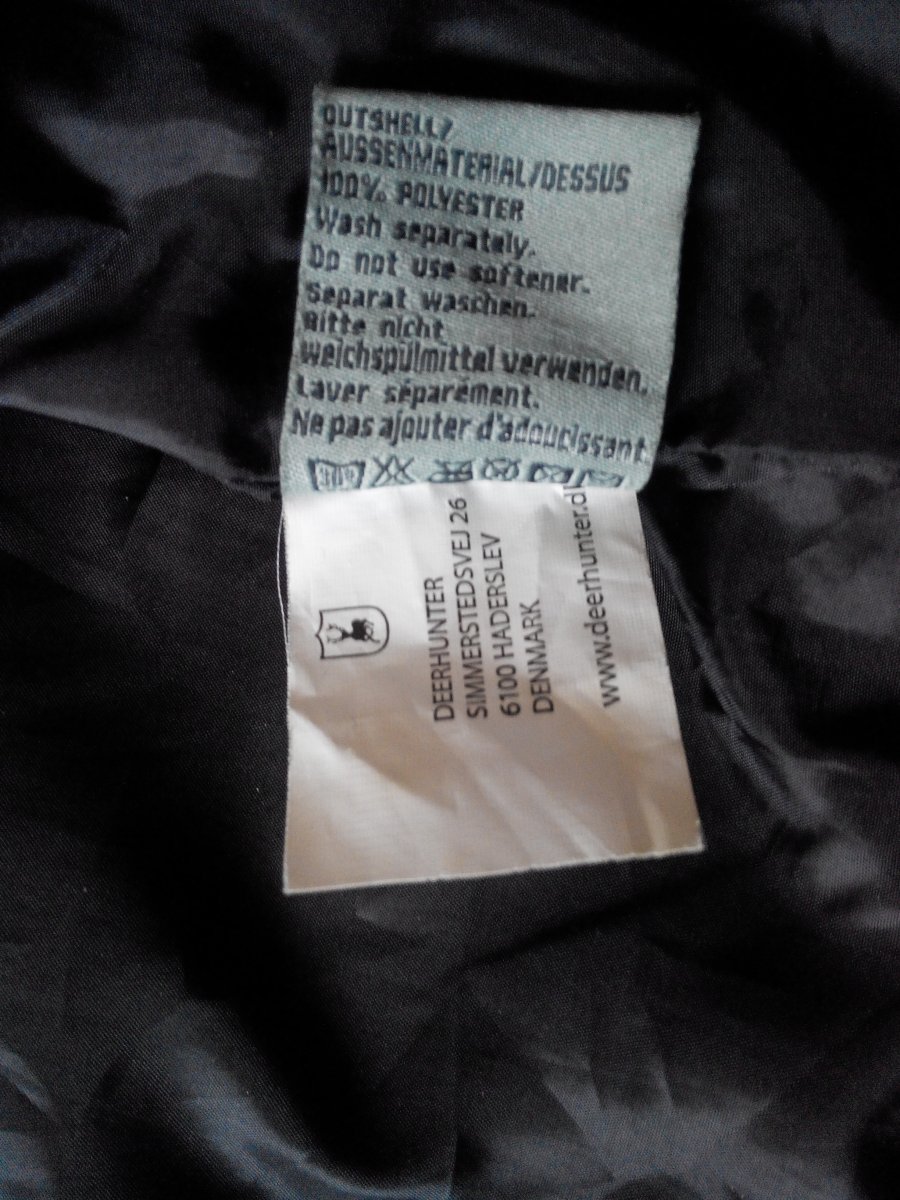 OUTSHELL/
AUSSENMATERIAL/DESSUS
100% POLYESTER
Wash separately.
Do not use softener.
Separat waschen.
Bitte nicht
weichspülmittel verwenden.
Laver séparément.
Ne pas ajouter d'adoucissant.
DEERHUNTER
SIMMERSTEDSVEJ 26
6100 HADERSLEV
DENMARK
www.deerhunter.d